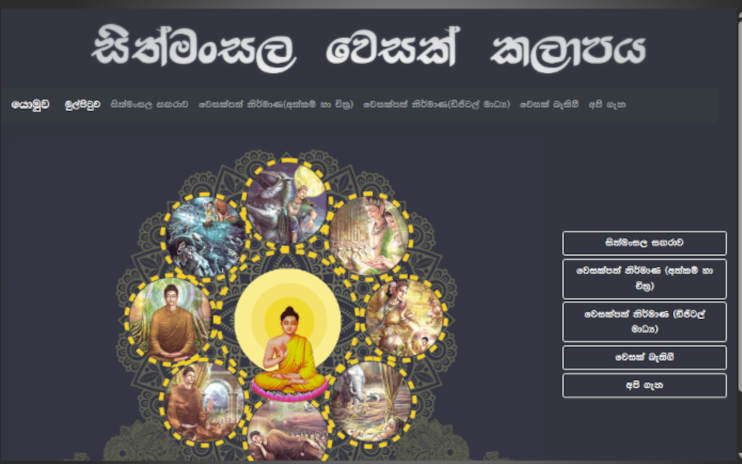 සිත්මංසල වෙසක් කලාපය
යොමුව මුල්පිටුව සිත්මංසල සඟරාව වෙසක්පත් නිර්මාණ(අත්කම් හා චිත්‍ර) වෙසක්පත් නිර්මාණ(ඩිජිටල් මාධ්‍ය) වෙසක් බැතිගී අපි ගැන
සිත්මංසල සඟරාව
වෙසක්පත් නිර්මාණ (අත්කම් හා
චිත්‍ර)
වෙසක්පත් නිර්මාණ (ඩිජිටල්
මාධ්‍ය)
වෙසක් බැතිගී
අපි ගැන